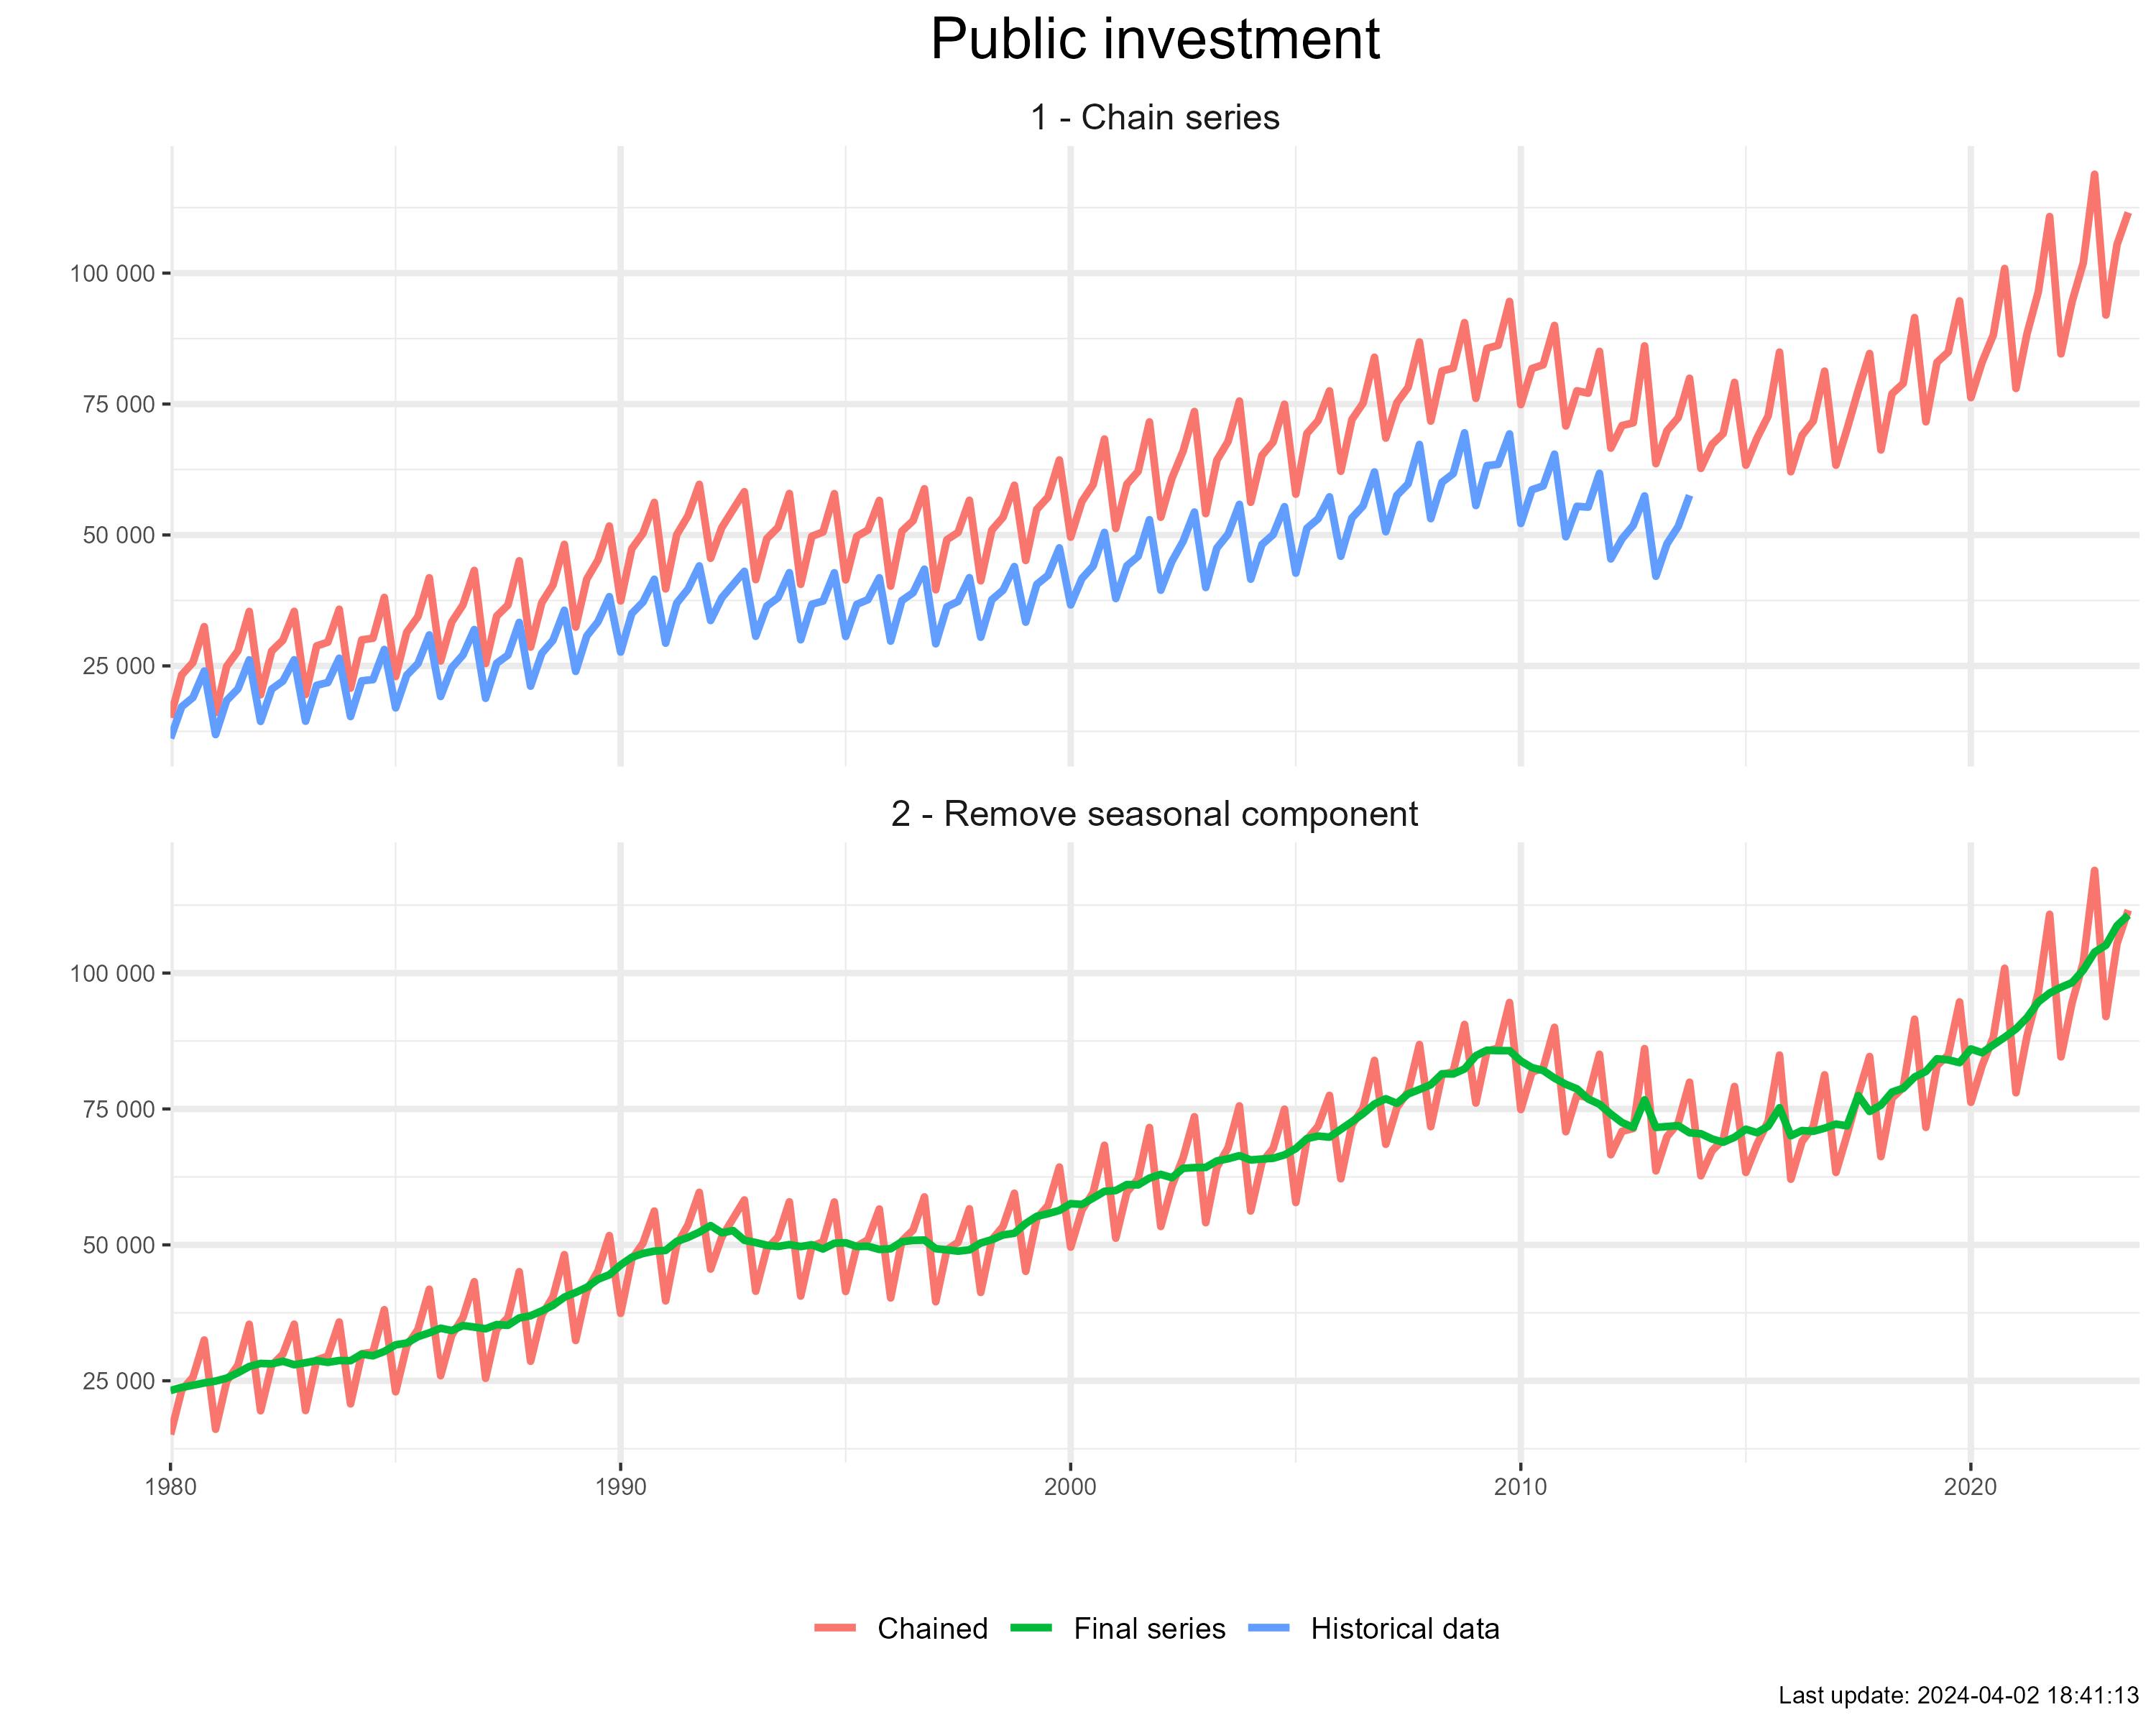 Public investment
1 - Chain series
100 000
75 000
50 000
25 000
2 - Remove seasonal component
100 000
75 000
50 000
25 000
1980 1990 2000 2010 2020
Chained Final series Historical data
Last update: 2024-04-02 18:41:13